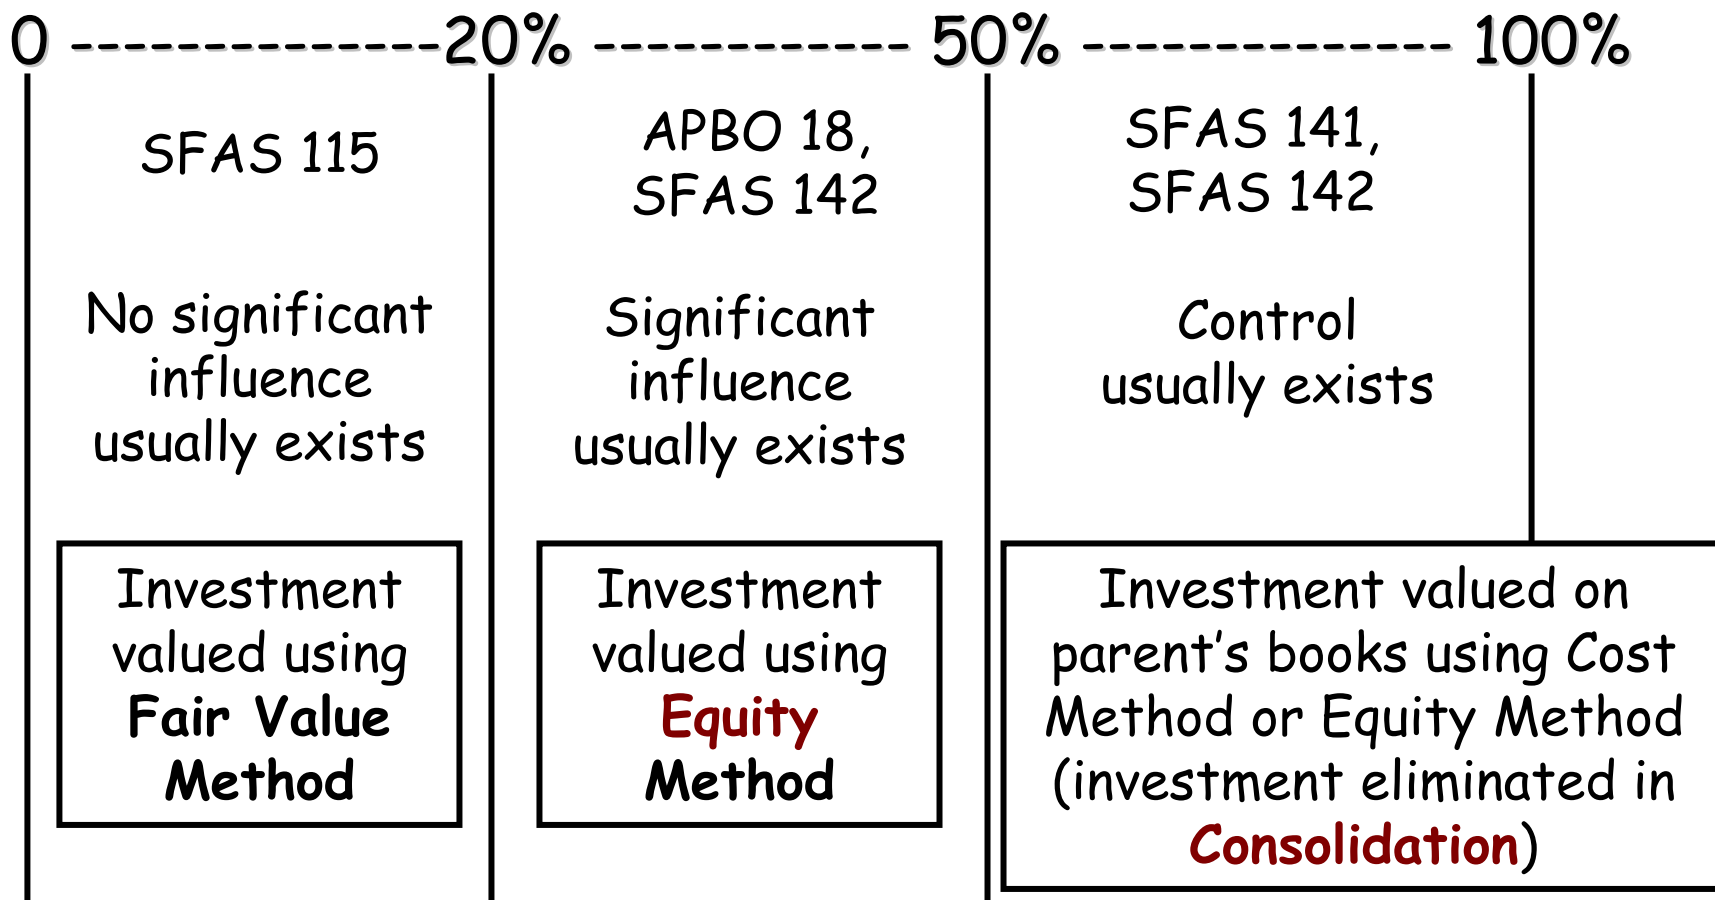 0 --------------20% ------------ 50% -------------- 100%
SFAS 115
No significant
influence
usually exists
Investment
valued using
Fair Value
Method
APBO 18,
SFAS 142
Significant
influence
usually exists
Investment
valued using
Equity
Method
SFAS 141,
SFAS 142
Control
usually exists
Investment valued on
parent’s books using Cost
Method or Equity Method
(investment eliminated in
Consolidation)